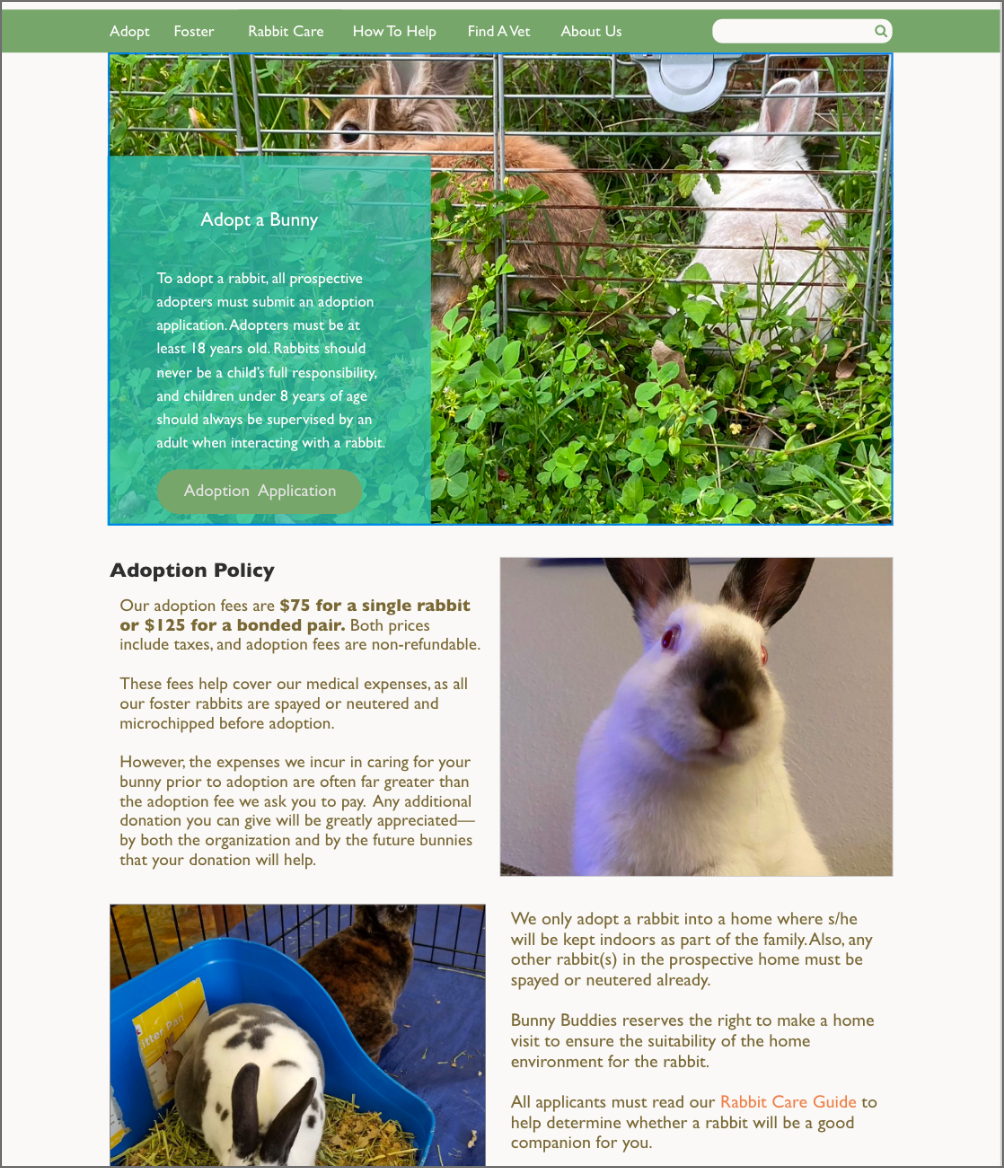 Adopt Foster Rabbit Care How To Help Find A Vet About Us
Adopt a Bunny
To adopt a rabbit, all prospective
adopters must submit an adoption
application. Adopters must be at
least 18 years old. Rabbits should
never be a child's full responsibility,
and children under 8 years of age
should always be supervised by an
adult when interacting with a rabbit.
Adoption Application
Adoption Policy
Our adoption fees are $75 for a single rabbit
or $125 for a bonded pair. Both prices
include taxes, and adoption fees are non-refundable.
These fees help cover our medical expenses, as all
our foster rabbits are spayed or neutered and
microchipped before adoption.
However, the expenses we incur in caring for your
bunny prior to adoption are often far greater than
the adoption fee we ask you to pay. Any additional
donation you can give will be greatly appreciated—
by both the organization and by the future bunnies
that your donation will help.
We only adopt a rabbit into a home where s/he
will be kept indoors as part of the family. Also, any
other rabbit(s) in the prospective home must be
spayed or neutered already.
Bunny Buddies reserves the right to make a home
visit to ensure the suitability of the home
environment for the rabbit.
All applicants must read our Rabbit Care Guide to
help determine whether a rabbit will be a good
companion for you.